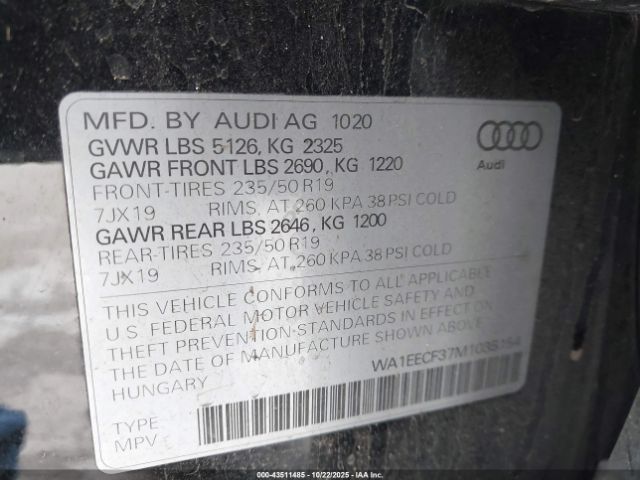 MFD. BY AUDI AG 1020
GVWR LBS 5126, KG 2325
GAWR FRONT LBS 2690, KG 1220
FRONT-TIRES 235/50 R19
7JX19 RIMS, AT 260 KPA 38 PSI COLD
GAWR REAR LBS 2646, KG 1200
REAR-TIRES 235/50 R19
7JX19 RIMS, AT 260 KPA 38 PSI COLD
THIS VEHICLE CONFORMS TO ALL APPLICABLE
U.S. FEDERAL MOTOR VEHICLE SAFETY AND
THEFT PREVENTION-STANDARDS IN EFFECT ON
THE DATE OF MANUFACTURE SHOWN ABOVE.
HUNGARY
TYPE
MPV
Audi
000-43511485 - 10/22/2025 - IAA Inc.